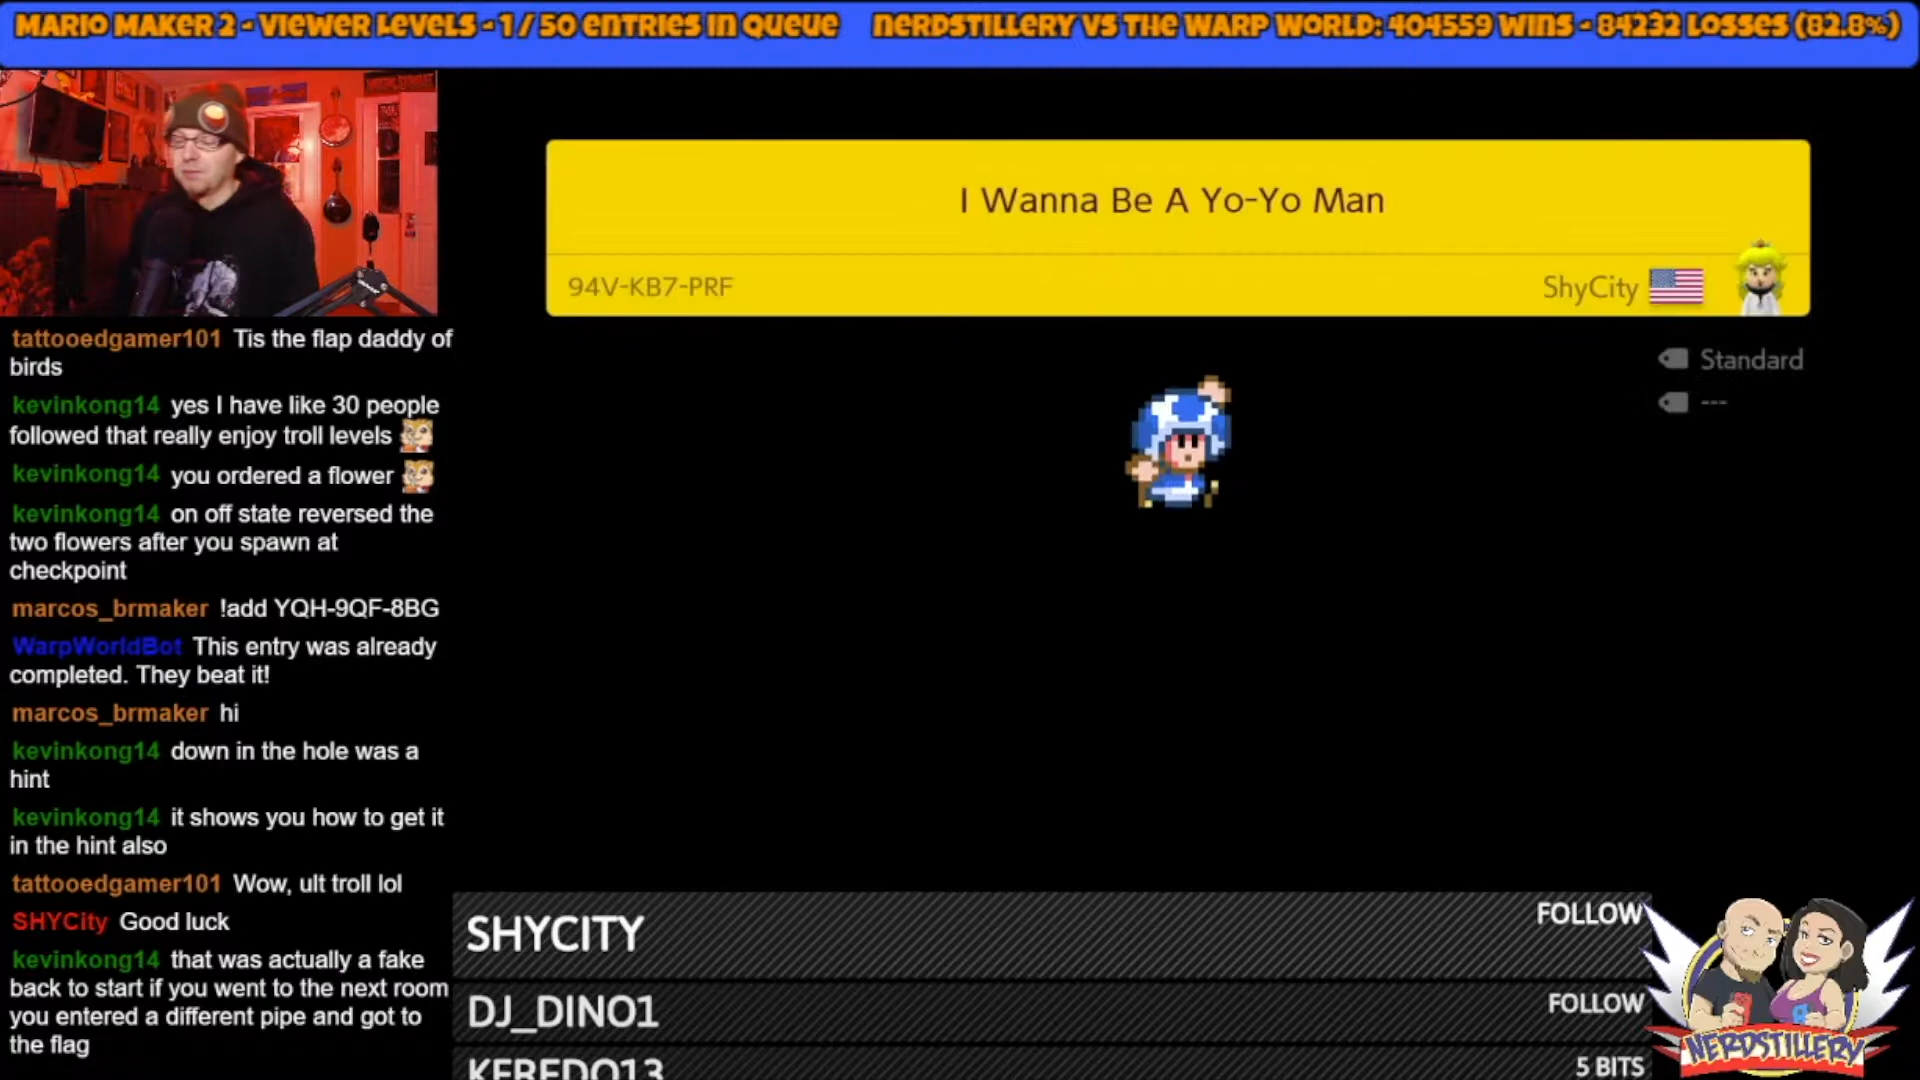 MARIO MAKER 2 - VIEWER LEVELS - 1 / 50 ENTRIES IN QUEUE NERDSTILLERY VS THE WARP WORLD: 404559 WINS - 84232 LOSSES (82.8%)
I Wanna Be A Yo-Yo Man
94V-KB7-PRF
ShyCity
Standard
---
tattooedgamer101 Tis the flap daddy of
birds
kevinkong14 yes I have like 30 people
followed that really enjoy troll levels
kevinkong14 you ordered a flower
kevinkong14 on off state reversed the
two flowers after you spawn at
checkpoint
marcos_brmaker !add YQH-9QF-8BG
WarpWorldBot This entry was already
completed. They beat it!
marcos_brmaker hi
kevinkong14 down in the hole was a
hint
kevinkong14 it shows you how to get it
in the hint also
tattooedgamer101 Wow, ult troll lol
SHYCity Good luck
kevinkong14 that was actually a fake
back to start if you went to the next room
you entered a different pipe and got to
the flag
SHYCITY FOLLOW
DJ_DINO1 FOLLOW
KFREDO13 5 BITS
NERDSTILLERY